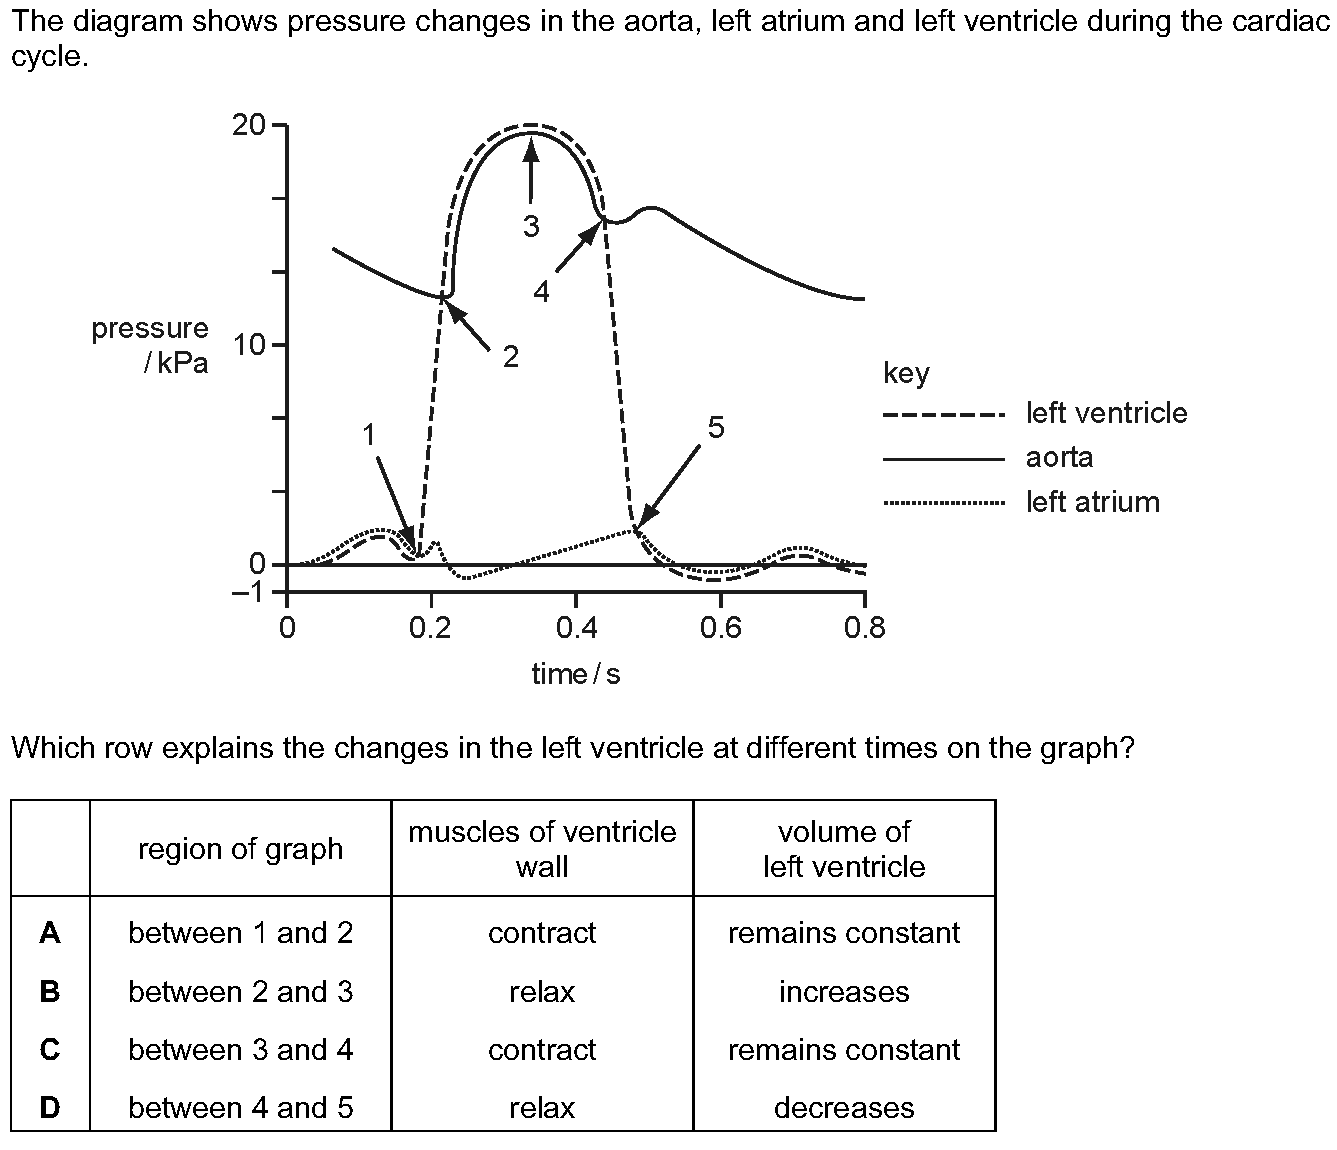 The diagram shows pressure changes in the aorta, left atrium and left ventricle during the cardiac
cycle.
20
10
0
–1
pressure
/ kPa
1
2
3
4
5
0
0.2
0.4
0.6
0.8
time / s
key
left ventricle
aorta
left atrium
Which row explains the changes in the left ventricle at different times on the graph?
region of graph
muscles of ventricle
wall
volume of
left ventricle
A between 1 and 2 contract remains constant
B between 2 and 3 relax increases
C between 3 and 4 contract remains constant
D between 4 and 5 relax decreases